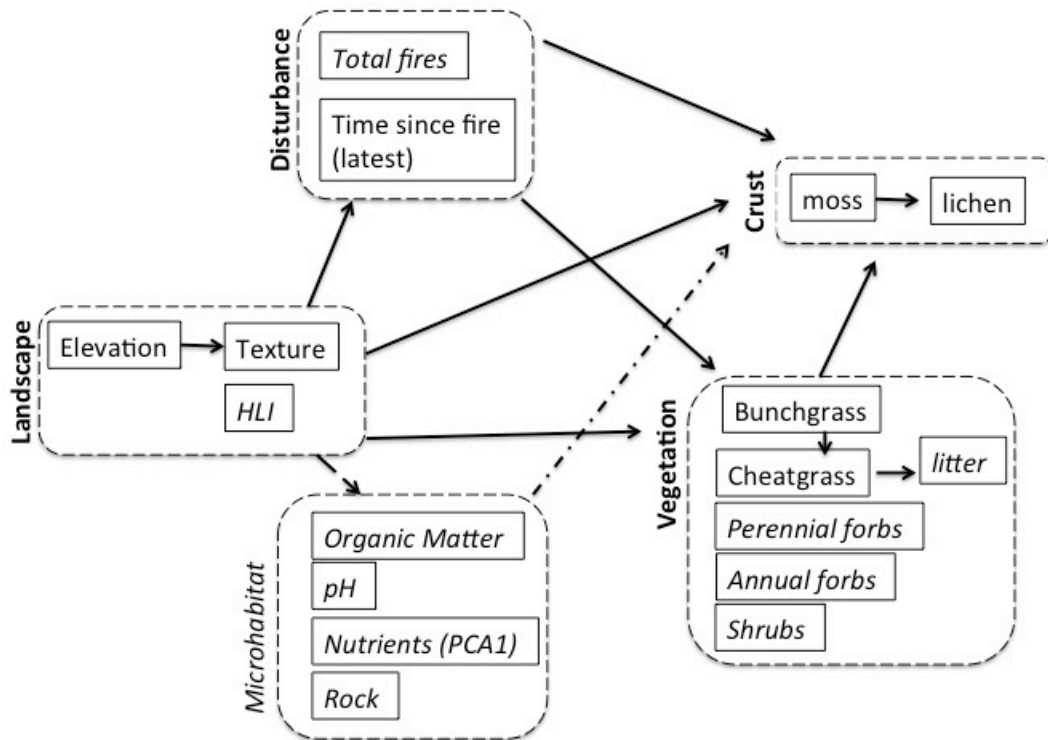 Disturbance
Total fires
Time since fire
(latest)
Crust
moss
lichen
Landscape
Elevation
Texture
HLI
Vegetation
Bunchgrass
Cheatgrass
litter
Perennial forbs
Annual forbs
Shrubs
Microhabitat
Organic Matter
pH
Nutrients (PCA1)
Rock